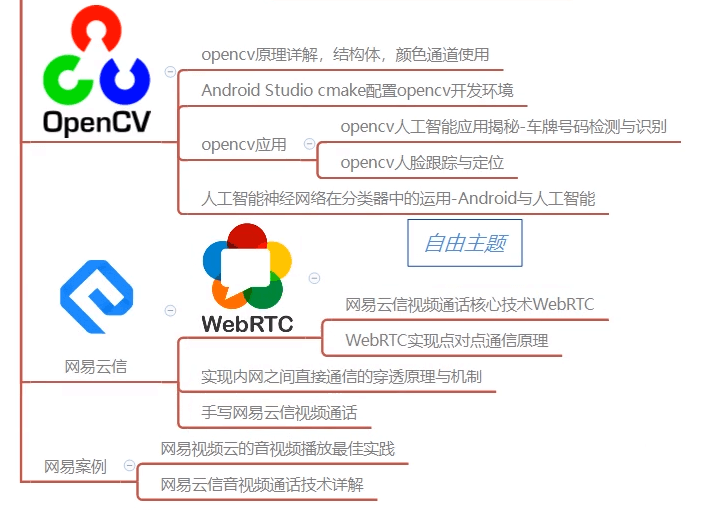 opencv原理详解，结构体，颜色通道使用
OpenCV
Android Studio cmake配置opencv开发环境
opencv应用
opencv人工智能应用揭秘-车牌号码检测与识别
opencv人脸跟踪与定位
人工智能神经网络在分类器中的运用-Android与人工智能
自由主题
WebRTC
网易云信视频通话核心技术WebRTC
WebRTC实现点对点通信原理
网易云信
实现内网之间直接通信的穿透原理与机制
手写网易云信视频通话
网易案例
网易视频云的音视频播放最佳实践
网易云信音视频通话技术详解